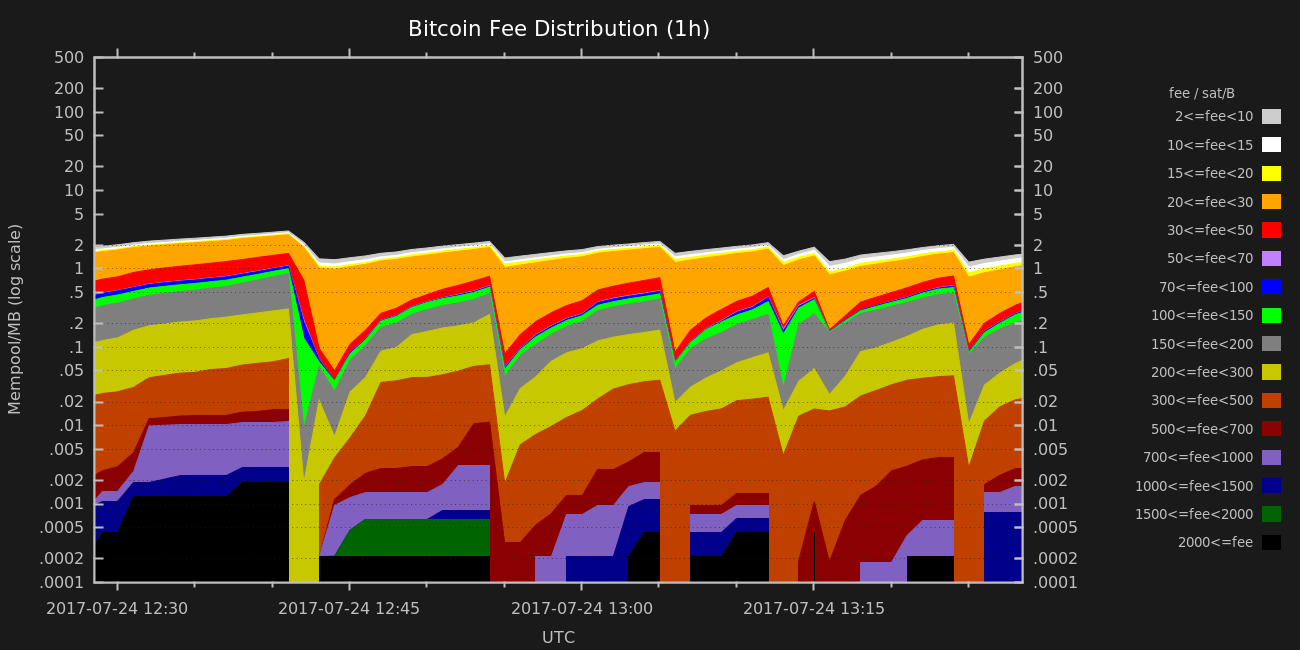 Bitcoin Fee Distribution (1h)
500
200
100
50
20
10
5
2
1
.5
.2
.1
.05
.02
.01
.005
.002
.001
.0005
.0002
.0001
Mempool/MB (log scale)
500
200
100
50
20
10
5
2
1
.5
.2
.1
.05
.02
.01
.005
.002
.001
.0005
.0002
.0001
2017-07-24 12:30 2017-07-24 12:45 2017-07-24 13:00 2017-07-24 13:15
UTC
fee / sat/B
2<=fee<10
10<=fee<15
15<=fee<20
20<=fee<30
30<=fee<50
50<=fee<70
70<=fee<100
100<=fee<150
150<=fee<200
200<=fee<300
300<=fee<500
500<=fee<700
700<=fee<1000
1000<=fee<1500
1500<=fee<2000
2000<=fee